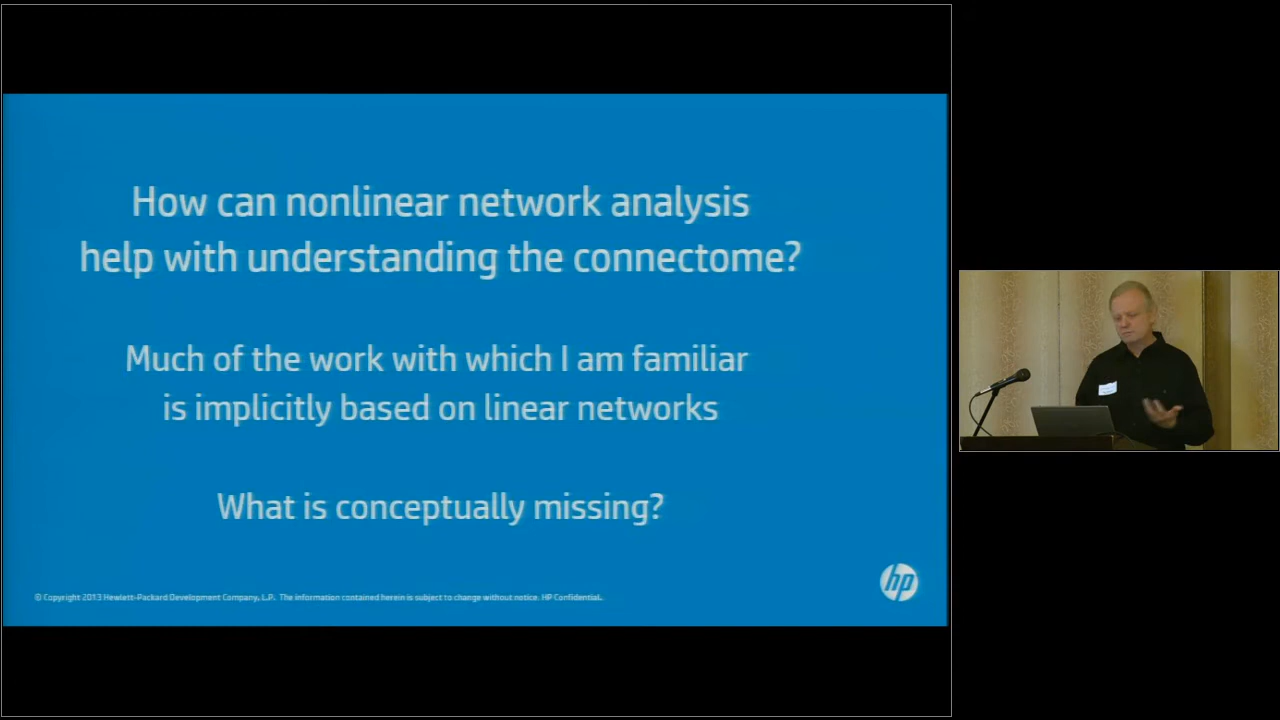 How can nonlinear network analysis
help with understanding the connectome?
Much of the work with which I am familiar
is implicitly based on linear networks
What is conceptually missing?
© Copyright 2013 Hewlett-Packard Development Company, L.P. The information contained herein is subject to change without notice. HP Confidential.
hp